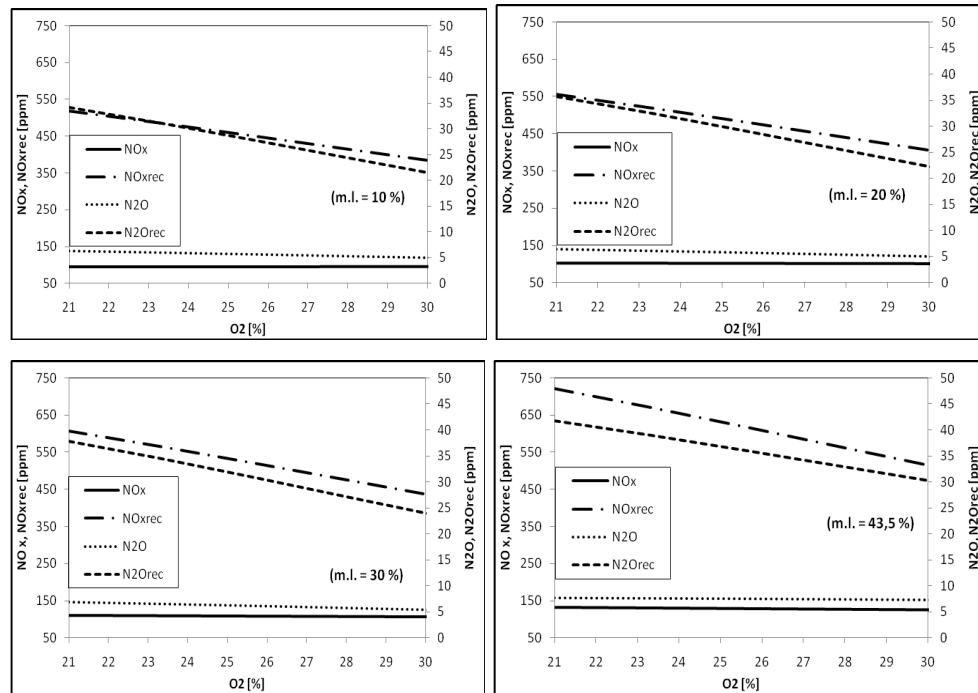 750
650
550
450
350
250
150
50
NOx, NOxrec [ppm]
NOx
NOxrec
N2O
N2Orec
(m.l. = 10 %)
50
45
40
35
30
25
20
15
10
5
0
N2O, N2Orec [ppm]
21 22 23 24 25 26 27 28 29 30
O2 [%]
750
650
550
450
350
250
150
50
NOx, NOxrec [ppm]
NOx
NOxrec
N2O
N2Orec
(m.l. = 20 %)
50
45
40
35
30
25
20
15
10
5
0
N2O, N2Orec [ppm]
21 22 23 24 25 26 27 28 29 30
O2 [%]
750
650
550
450
350
250
150
50
NO x, NOxrec [ppm]
NOx
NOxrec
N2O
N2Orec
(m.l. = 30 %)
50
45
40
35
30
25
20
15
10
5
0
N2O, N2Orec [ppm]
21 22 23 24 25 26 27 28 29 30
O2 [%]
750
650
550
450
350
250
150
50
NO x, NOxrec [ppm]
NOx
NOxrec
N2O
N2Orec
(m.l. = 43,5 %)
50
45
40
35
30
25
20
15
10
5
0
N2O, N2Orec [ppm]
21 22 23 24 25 26 27 28 29 30
O2 [%]